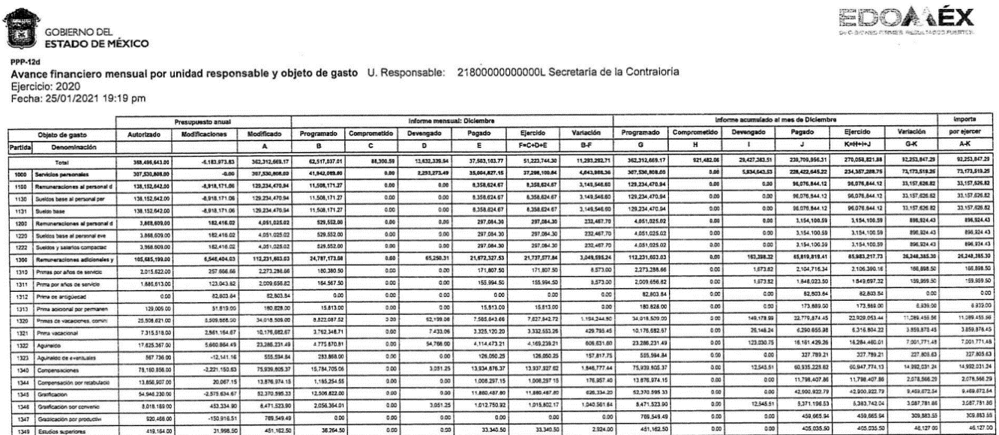 GOBIERNO DEL
ESTADO DE MÉXICO
EDOMÉX
DECISIONES FIRMES, RESULTADOS FUERTES.
PPP-12d
Avance financiero mensual por unidad responsable y objeto de gasto U. Responsable: 21800000000000L Secretaria de la Contraloría
Ejercicio: 2020
Fecha: 25/01/2021 19:19 pm
Presupuesto anual Informe mensual: Diciembre Informe acumulado al mes de Diciembre Importe
Objeto de gasto Autorizado Modificaciones Modificado Programado Comprometido Devengado Pagado Ejercido Variación Programado Comprometido Devengado Pagado Ejercido Variación por ejercer
Partida Denominación A B C D E F=C+D+E B-F G H I J K=H+I+J G-K A-K
Total 368,496,643.00 -6,183,973.83 362,312,669.17 62,517,037.01 88,300.59 13,632,339.54 37,503,103.77 51,223,744.30 11,293,292.71 362,312,669.17 921,482.06 29,427,383.51 239,709,956.31 270,058,821.88 92,253,847.29 92,253,847.29
1000 Servicios personales 307,530,808.00 -0.00 307,530,808.00 41,942,089.00 0.00 2,293,273.49 35,004,827.15 37,298,100.64 4,643,988.36 307,530,808.00 0.00 5,934,643.53 228,422,645.22 234,357,288.75 73,173,519.25 73,173,519.25
1100 Remuneraciones al personal d 138,152,642.00 -8,918,171.06 129,234,470.94 11,508,171.27 0.00 0.00 8,358,624.67 8,358,624.67 3,149,546.60 129,234,470.94 0.00 0.00 96,076,844.12 96,076,844.12 33,157,626.82 33,157,626.82
1130 Sueldos base al personal per 138,152,642.00 -8,918,171.06 129,234,470.94 11,508,171.27 0.00 0.00 8,358,624.67 8,358,624.67 3,149,546.60 129,234,470.94 0.00 0.00 96,076,844.12 96,076,844.12 33,157,626.82 33,157,626.82
1131 Sueldo base 138,152,642.00 -8,918,171.06 129,234,470.94 11,508,171.27 0.00 0.00 8,358,624.67 8,358,624.67 3,149,546.60 129,234,470.94 0.00 0.00 96,076,844.12 96,076,844.12 33,157,626.82 33,157,626.82
1200 Remuneraciones al personal d 3,868,609.00 182,416.02 4,051,025.02 529,552.00 0.00 0.00 297,084.30 297,084.30 232,467.70 4,051,025.02 0.00 0.00 3,154,100.59 3,154,100.59 896,924.43 896,924.43
1220 Sueldos base al personal eve 3,868,609.00 182,416.02 4,051,025.02 529,552.00 0.00 0.00 297,084.30 297,084.30 232,467.70 4,051,025.02 0.00 0.00 3,154,100.59 3,154,100.59 896,924.43 896,924.43
1222 Sueldos y salarios compactac 3,868,609.00 182,416.02 4,051,025.02 529,552.00 0.00 0.00 297,084.30 297,084.30 232,467.70 4,051,025.02 0.00 0.00 3,154,100.59 3,154,100.59 896,924.43 896,924.43
1300 Remuneraciones adicionales y 105,685,199.00 6,546,404.03 112,231,603.03 24,787,173.08 0.00 65,250.31 21,672,327.53 21,737,577.84 3,049,595.24 112,231,603.03 0.00 163,398.32 85,819,819.41 85,983,217.73 26,248,385.30 26,248,385.30
1310 Primas por años de servicio 2,015,622.00 257,666.66 2,273,288.66 180,380.50 0.00 0.00 171,807.50 171,807.50 8,573.00 2,273,288.66 0.00 1,673.82 2,104,716.34 2,106,390.16 166,898.50 166,898.50
1311 Prima por años de servicio 1,886,613.00 123,043.82 2,009,656.82 164,567.50 0.00 0.00 155,994.50 155,994.50 8,573.00 2,009,656.82 0.00 1,673.82 1,848,023.50 1,849,697.32 159,959.50 159,959.50
1312 Prima de antigüedad 0.00 82,803.84 82,803.84 0.00 0.00 0.00 0.00 0.00 0.00 82,803.84 0.00 0.00 82,803.84 82,803.84 0.00 0.00
1313 Prima adicional por permanen 129,009.00 51,819.00 180,828.00 15,813.00 0.00 0.00 15,813.00 15,813.00 0.00 180,828.00 0.00 0.00 173,889.00 173,889.00 6,939.00 6,939.00
1320 Primas de vacaciones, domini 25,508,621.00 8,509,888.00 34,018,509.00 8,822,087.52 0.00 62,199.06 7,565,643.66 7,627,842.72 1,194,244.80 34,018,509.00 0.00 149,178.99 22,779,874.45 22,929,053.44 11,089,455.56 11,089,455.56
1321 Prima vacacional 7,315,518.00 2,861,164.67 10,176,682.67 3,762,348.71 0.00 7,433.06 3,325,120.20 3,332,553.26 429,795.45 10,176,682.67 0.00 26,148.24 6,290,655.98 6,316,804.22 3,859,878.45 3,859,878.45
1322 Aguinaldo 17,625,367.00 5,660,864.49 23,286,231.49 4,775,870.81 0.00 54,766.00 4,114,473.21 4,169,239.21 606,631.60 23,286,231.49 0.00 123,030.75 16,161,429.26 16,284,460.01 7,001,771.48 7,001,771.48
1323 Aguinaldo de eventuales 567,736.00 -12,141.16 555,594.84 283,868.00 0.00 0.00 126,050.25 126,050.25 157,817.75 555,594.84 0.00 0.00 327,789.21 327,789.21 227,805.63 227,805.63
1340 Compensaciones 78,160,956.00 -2,221,150.63 75,939,805.37 15,784,705.06 0.00 3,051.25 13,934,876.37 13,937,927.62 1,846,777.44 75,939,805.37 0.00 12,545.51 60,935,228.62 60,947,774.13 14,992,031.24 14,992,031.24
1344 Compensación por retabulació 13,856,907.00 20,067.15 13,876,974.15 1,185,254.55 0.00 0.00 1,008,297.15 1,008,297.15 176,957.40 13,876,974.15 0.00 0.00 11,798,407.86 11,798,407.86 2,078,566.29 2,078,566.29
1345 Gratificacion 54,946,230.00 -2,575,634.67 52,370,595.33 12,506,822.00 0.00 0.00 11,880,487.80 11,880,487.80 626,334.20 52,370,595.33 0.00 0.00 42,900,922.79 42,900,922.79 9,469,672.54 9,469,672.54
1346 Gratificacion por convenio 8,018,189.00 453,334.90 8,471,523.90 2,056,364.01 0.00 3,051.25 1,012,750.92 1,015,802.17 1,040,561.84 8,471,523.90 0.00 12,545.51 5,371,196.53 5,383,742.04 3,087,781.86 3,087,781.86
1347 Gratificación por productivi 920,466.00 -150,916.51 769,549.49 0.00 0.00 0.00 0.00 0.00 0.00 769,549.49 0.00 0.00 459,665.94 459,665.94 309,883.55 309,883.55
1349 Estudios superiores 419,164.00 31,998.50 451,162.50 36,264.50 0.00 0.00 33,340.50 33,340.50 2,924.00 451,162.50 0.00 0.00 405,035.50 405,035.50 46,127.00 46,127.00